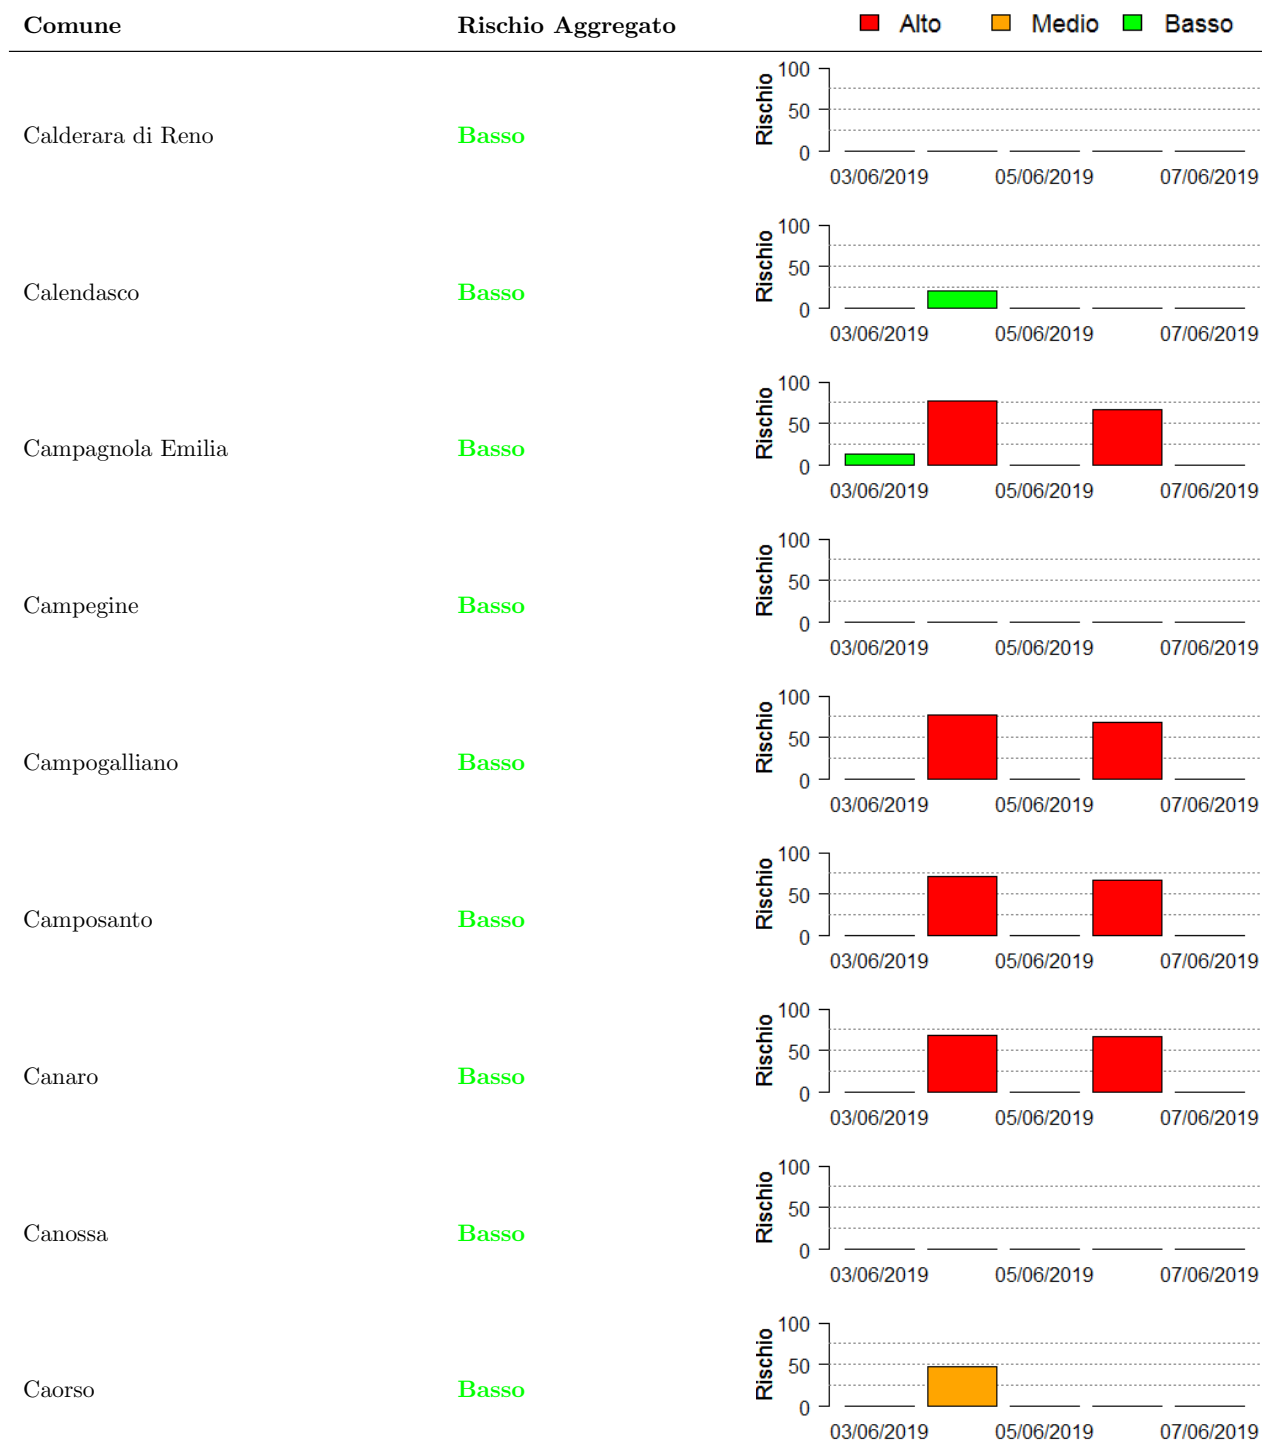 Comune Rischio Aggregato Alto Medio Basso
100
50
0
Rischio
Calderara di Reno Basso
03/06/2019 05/06/2019 07/06/2019
100
50
0
Rischio
Calendasco Basso
03/06/2019 05/06/2019 07/06/2019
100
50
0
Rischio
Campagnola Emilia Basso
03/06/2019 05/06/2019 07/06/2019
100
50
0
Rischio
Campegine Basso
03/06/2019 05/06/2019 07/06/2019
100
50
0
Rischio
Campogalliano Basso
03/06/2019 05/06/2019 07/06/2019
100
50
0
Rischio
Camposanto Basso
03/06/2019 05/06/2019 07/06/2019
100
50
0
Rischio
Canaro Basso
03/06/2019 05/06/2019 07/06/2019
100
50
0
Rischio
Canossa Basso
03/06/2019 05/06/2019 07/06/2019
100
50
0
Rischio
Caorso Basso
03/06/2019 05/06/2019 07/06/2019